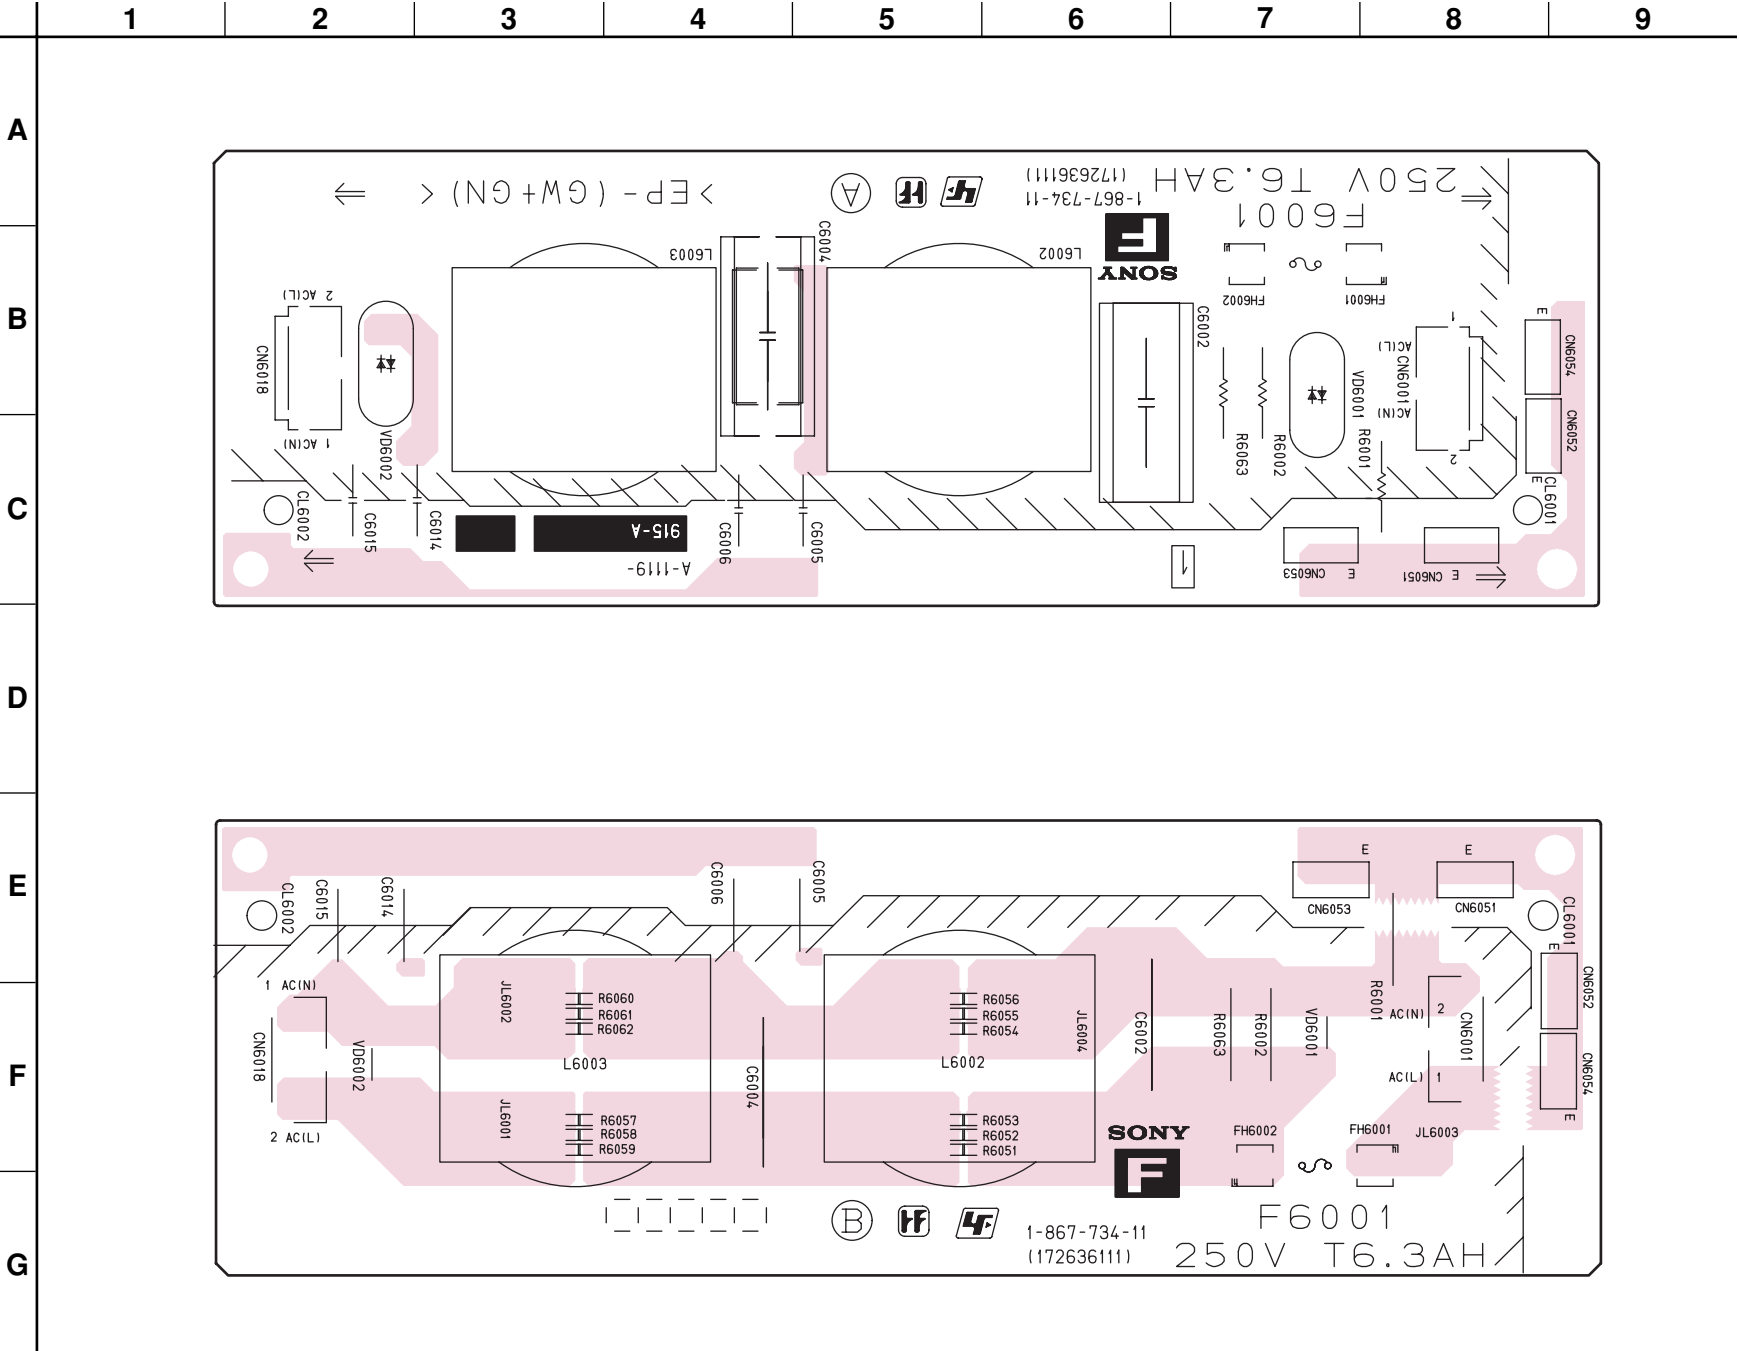 1 2 3 4 5 6 7 8 9
A
B
C
D
E
F
G
>EP-(GW+GN)<
A
1-867-734-11
(172636111)
250V T6.3AH
F6001
SONY
F
L6003
C6004
L6002
FH6002
FH6001
2 AC(L)
CN6018
1 AC(N)
VD6002
C6002
R6063
R6002
VD6001
R6001
1
AC(L)
CN6001
AC(N)
2
E
CN6054
CN6052
E
CL6001
CL6002
C6015
C6014
915-A
A-1119-
C6006
C6005
1
CN6053
E
CN6051
E
C6006
C6005
E
E
CN6053
CN6051
CL6002
C6015
C6014
CL6001
E
CN6052
1 AC(N)
CN6018
VD6002
2 AC(L)
JL6002
R6060
R6061
R6062
L6003
JL6001
R6057
R6058
R6059
C6004
R6056
R6055
R6054
L6002
JL6004
R6053
R6052
R6051
C6002
R6063
R6002
VD6001
R6001
AC(N) 2
CN6001
AC(L) 1
CN6054
E
SONY
F
FH6002
FH6001
JL6003
B
1-867-734-11
(172636111)
F6001
250V T6.3AH